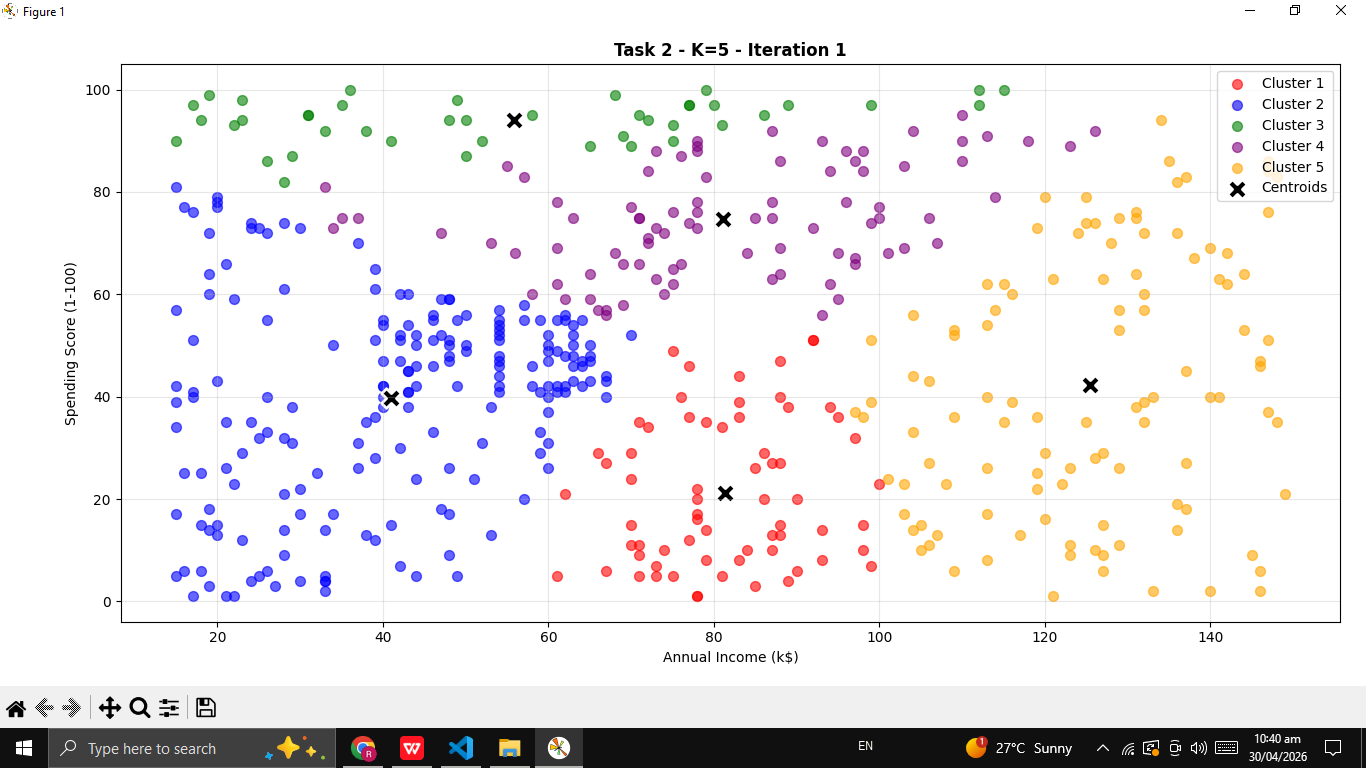 Figure 1
Task 2 - K=5 - Iteration 1
Cluster 1
Cluster 2
Cluster 3
Cluster 4
Cluster 5
Centroids
Spending Score (1-100)
100
80
60
40
20
0
20 40 60 80 100 120 140
Annual Income (k$)
Type here to search
R
W
EN
1
27°C Sunny
10:40 am
30/04/2026